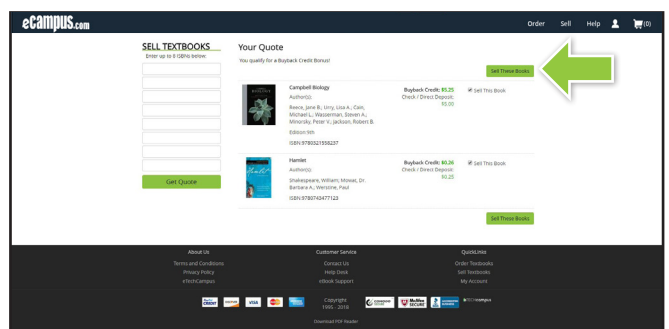 eCampus.com
Order Sell Help (0)
SELL TEXTBOOKS
Enter up to 8 ISBNs below:
Get Quote
Your Quote
You qualify for a Buyback Credit Bonus!
Sell These Books
Campbell Biology
Author(s):
Reece, Jane B.; Urry, Lisa A.; Cain,
Michael L.; Wasserman, Steven A.;
Minorsky, Peter V.; Jackson, Robert B.
Edition:9th
ISBN:9780321558237
Buyback Credit: $5.25
Check / Direct Deposit:
$5.00
Sell This Book
Hamlet
Author(s):
Shakespeare, William; Mowat, Dr.
Barbara A.; Werstine, Paul
ISBN:9780743477123
Buyback Credit: $0.26
Check / Direct Deposit:
$0.25
Sell This Book
Sell These Books
About Us
Terms and Conditions
Privacy Policy
eTechCampus
Customer Service
Contact Us
Help Desk
eBook Support
QuickLinks
Order Textbooks
Sell Textbooks
My Account
VISA
Copyright
1995 - 2018
McAfee
SECURE
Download PDF Reader